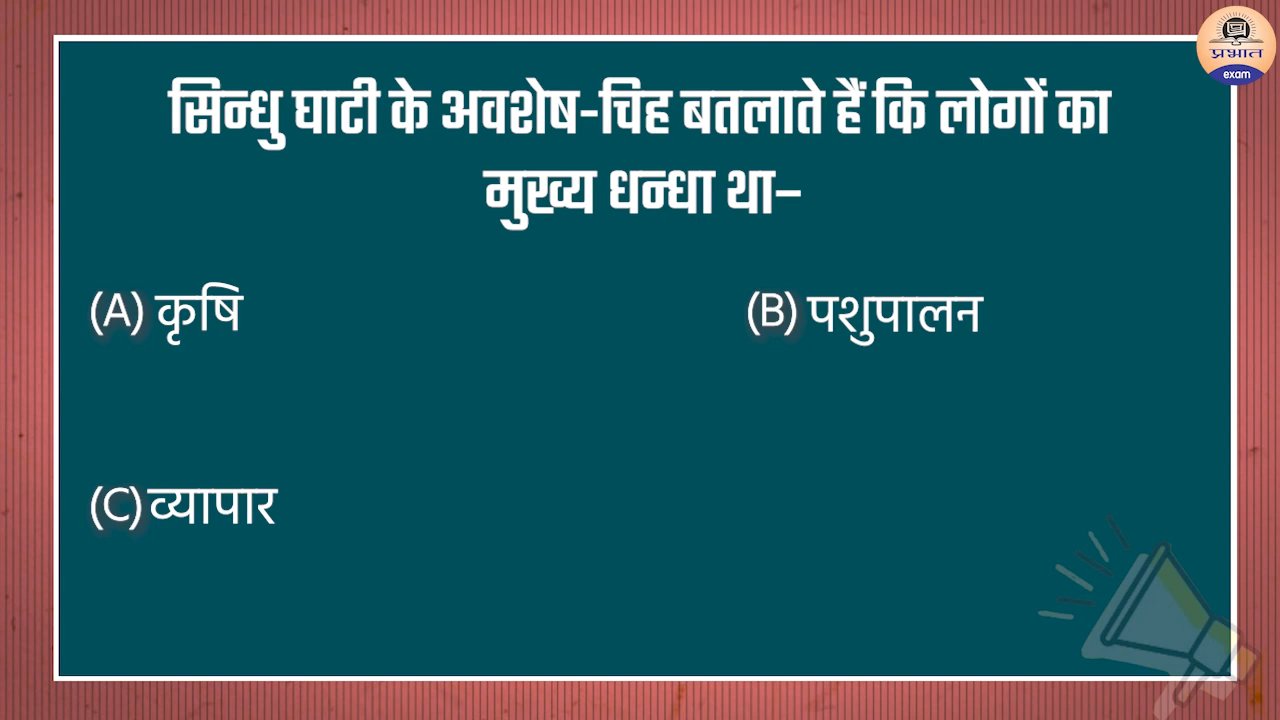 प्रभात
exam
सिन्धु घाटी के अवशेष-चिह बतलाते हैं कि लोगों का
मुख्य धन्धा था–
(A) कृषि
(B) पशुपालन
(C) व्यापार